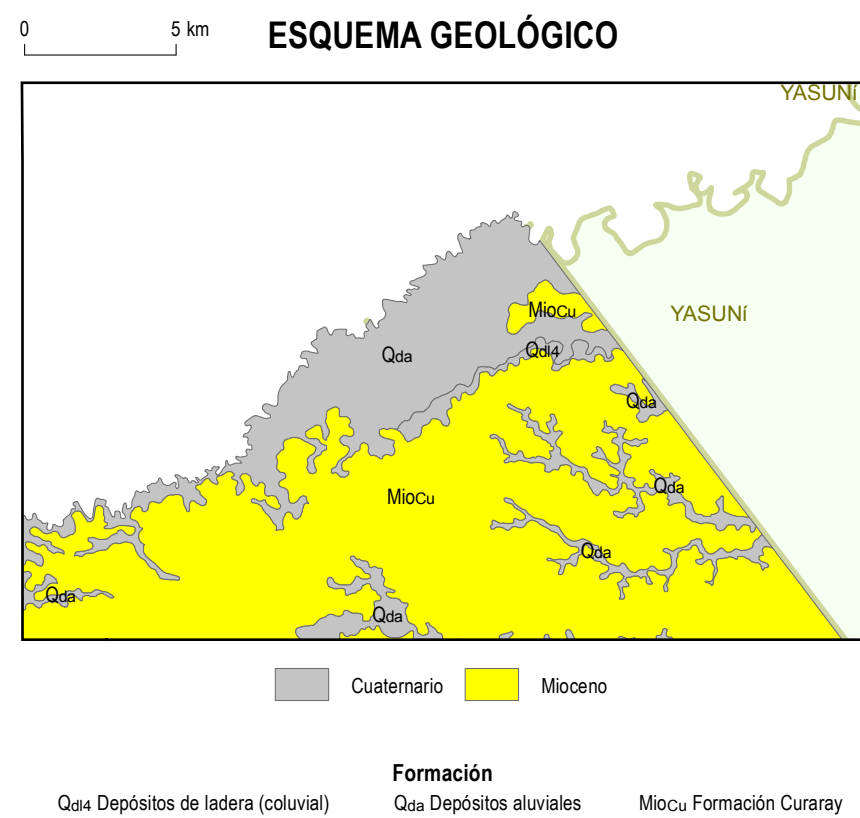 0 5 km
ESQUEMA GEOLÓGICO
YASUNí
MioCu
YASUNí
Qdl4
Qda
Qda
Qda
MioCu
Qda
Qda
Qda
Cuaternario
Mioceno
Formación
Qdl4 Depósitos de ladera (coluvial)
Qda Depósitos aluviales
MioCu Formación Curaray